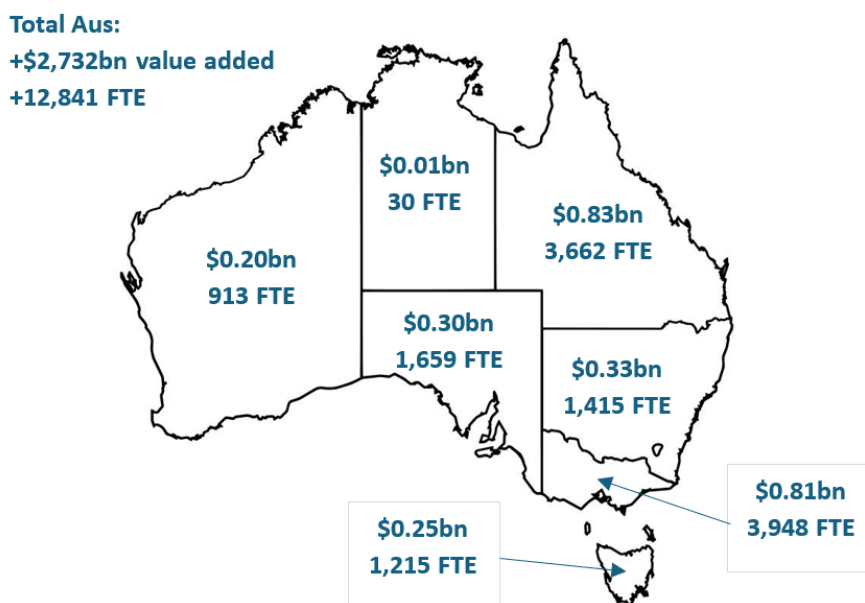 Total Aus:
+$2,732bn value added
+12,841 FTE
$0.01bn
30 FTE
$0.83bn
3,662 FTE
$0.20bn
913 FTE
$0.30bn
1,659 FTE
$0.33bn
1,415 FTE
$0.81bn
3,948 FTE
$0.25bn
1,215 FTE